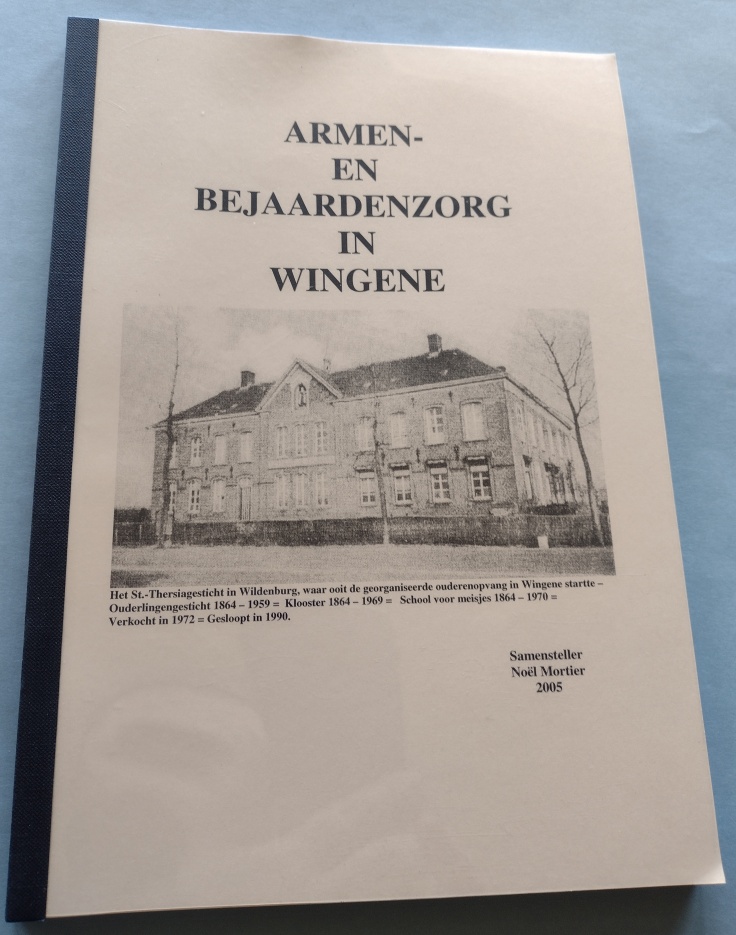 ARMEN-
EN
BEJAARDENZORG
IN
WINGENE
Het St.-Thersiagesticht in Wildenburg, waar ooit de georganiseerde ouderenopvang in Wingene startte –
Ouderlingengesticht 1864 – 1959 = Klooster 1864 – 1969 = School voor meisjes 1864 – 1970 =
Verkocht in 1972 = Gesloopt in 1990.
Samensteller
Noël Mortier
2005